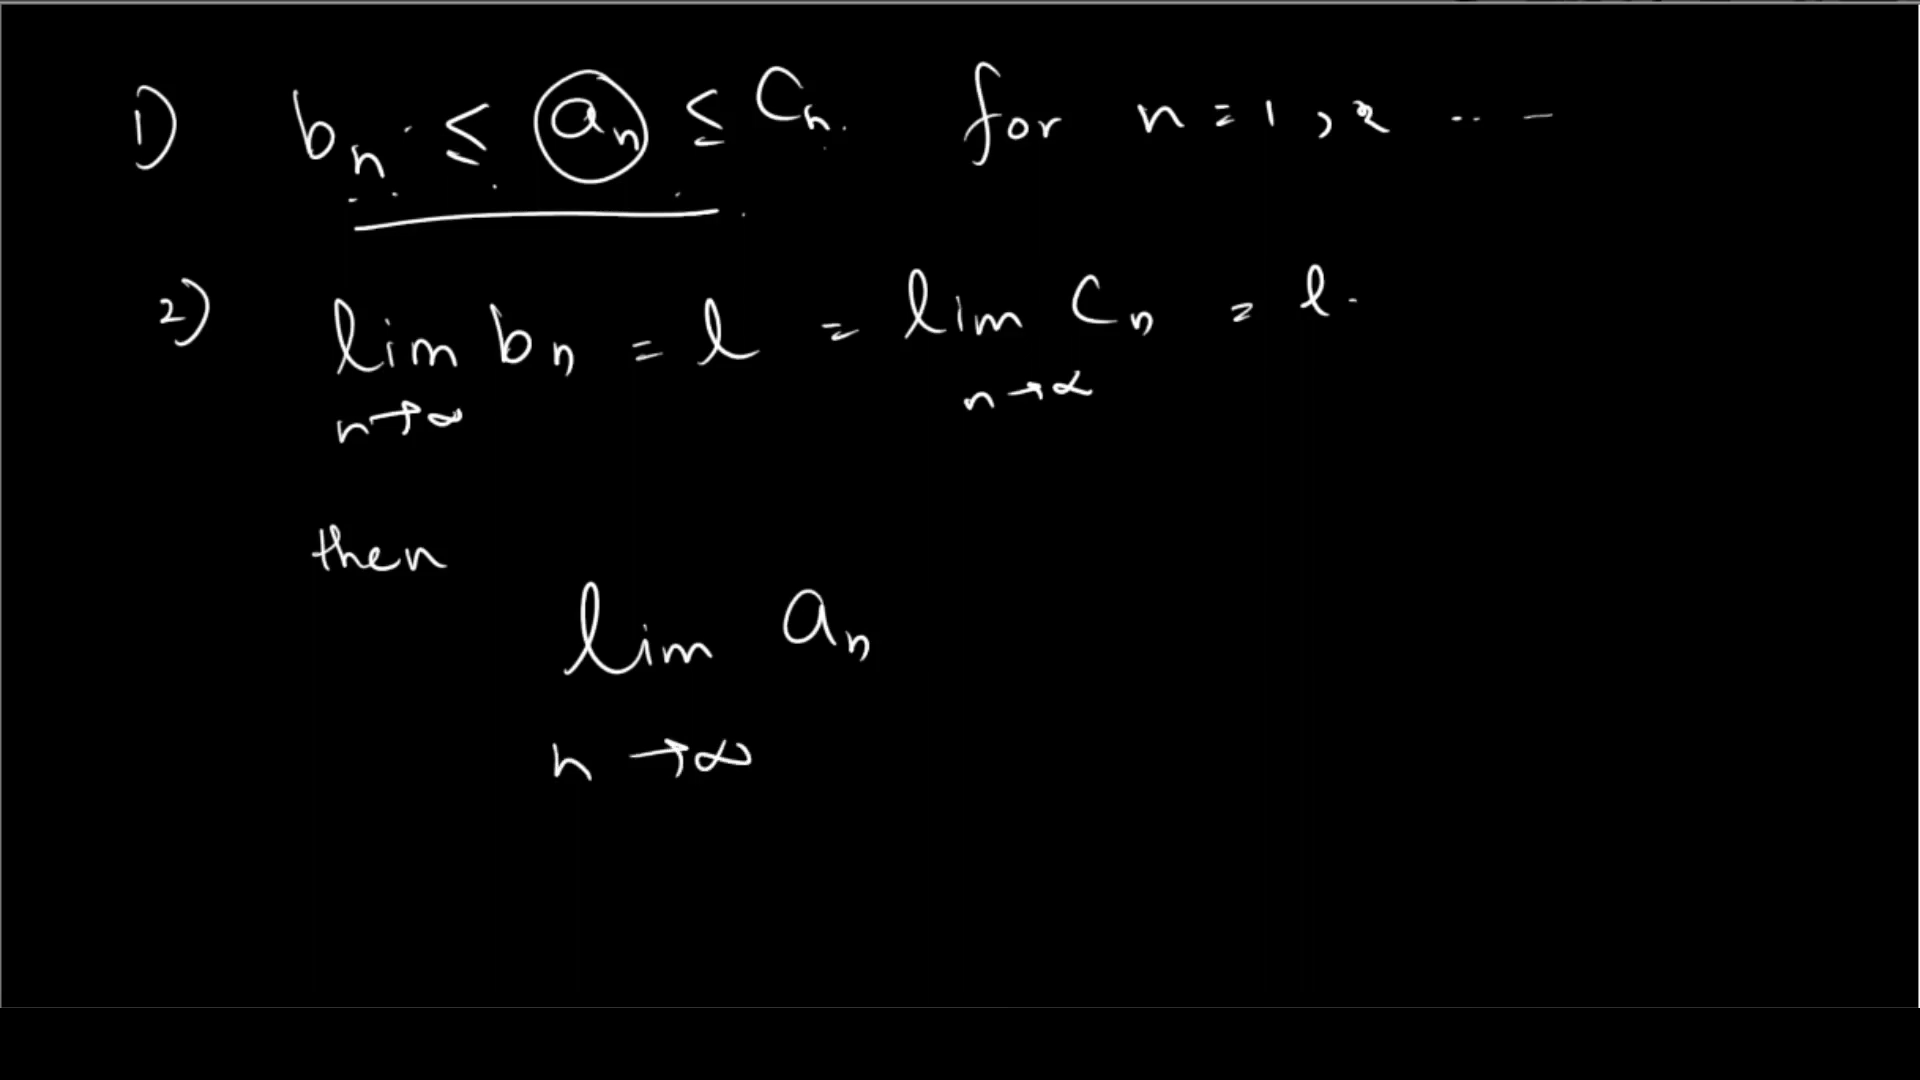 1) bₙ ≤ aₙ ≤ Cₙ. for n = 1, 2 .. -
2) lim bₙ = l = lim Cₙ = l.
n→∞ n→∝
then
lim aₙ
n →∞